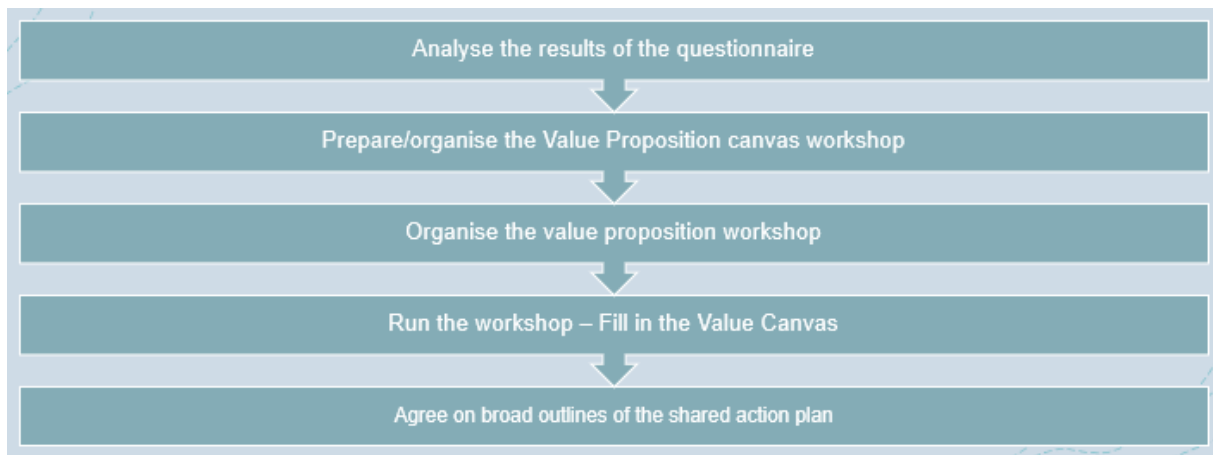 Analyse the results of the questionnaire
Prepare/organise the Value Proposition canvas workshop
Organise the value proposition workshop
Run the workshop – Fill in the Value Canvas
Agree on broad outlines of the shared action plan